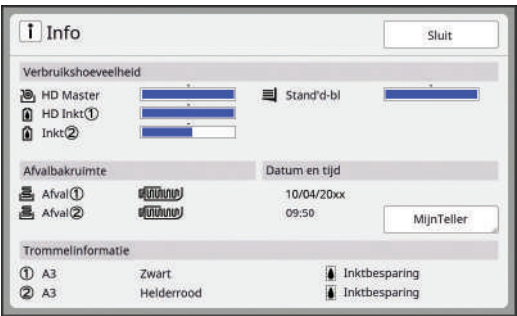 i Info
Sluit
Verbruikshoeveelheid
HD Master
Stand'd-bl
HD Inkt①
Inkt②
Afvalbakruimte
Datum en tijd
Afval①
10/04/20xx
Afval②
09:50
MijnTeller
Trommelinformatie
① A3 Zwart Inktbesparing
② A3 Helderrood Inktbesparing